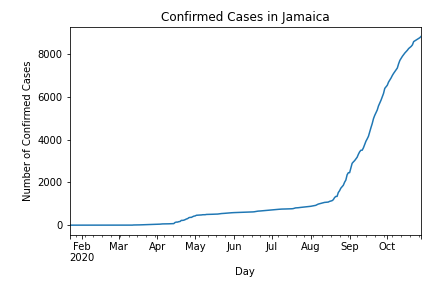 Confirmed Cases in Jamaica
Number of Confirmed Cases
8000
6000
4000
2000
0
Feb Mar Apr May Jun Jul Aug Sep Oct
2020
Day